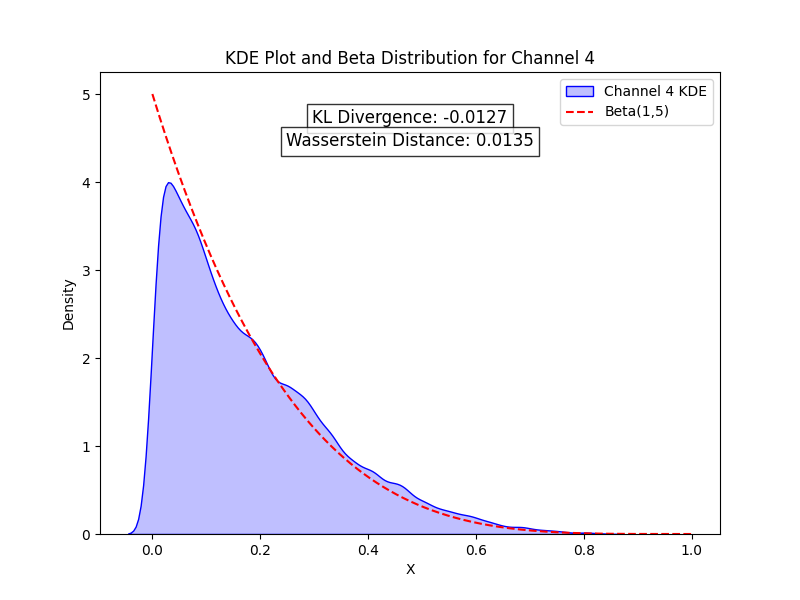 KDE Plot and Beta Distribution for Channel 4
KL Divergence: -0.0127
Wasserstein Distance: 0.0135
Channel 4 KDE
Beta(1,5)
Density
5
4
3
2
1
0
0.0 0.2 0.4 0.6 0.8 1.0
X